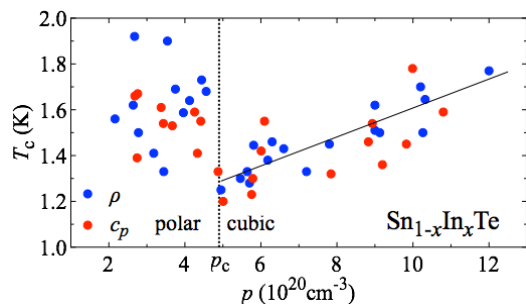 2.0
1.8
1.6
1.4
1.2
1.0
T_c (K)
ρ
c_p
polar
cubic
Sn_{1-x}In_xTe
2
4
p_c
6
8
10
12
p (10^{20}cm^{-3})